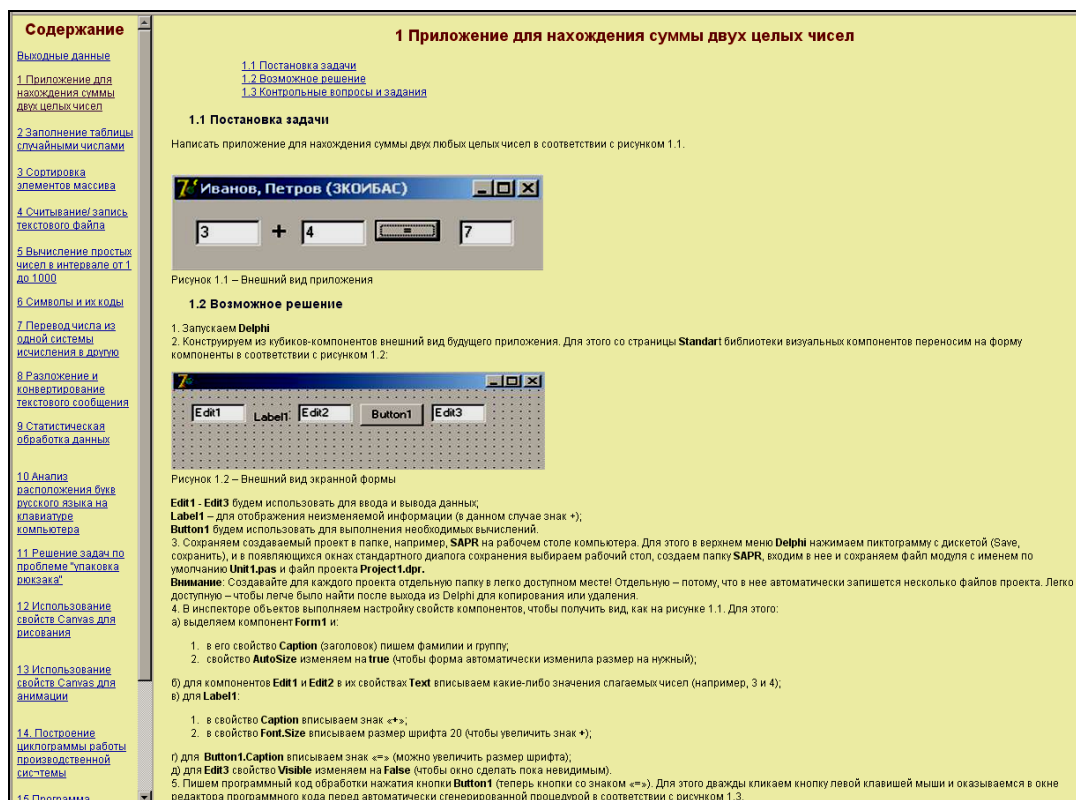 Содержание
Выходные данные
1 Приложение для
нахождения суммы
двух целых чисел
2 Заполнение таблицы
случайными числами
3 Сортировка
элементов массива
4 Считывание/ запись
текстового файла
5 Вычисление простых
чисел в интервале от 1
до 1000
6 Символы и их коды
7 Перевод числа из
одной системы
исчисления в другую
8 Разложение и
конвертирование
текстового сообщения
9 Статистическая
обработка данных
10 Анализ
расположения букв
русского языка на
клавиатуре
компьютера
11 Решение задач по
проблеме "упаковка
рюкзака"
12 Использование
свойств Canvas для
рисования
13 Использование
свойств Canvas для
анимации
14. Построение
циклограммы работы
производственной
сис¬темы
15 Программа
1 Приложение для нахождения суммы двух целых чисел
1.1 Постановка задачи
1.2 Возможное решение
1.3 Контрольные вопросы и задания
1.1 Постановка задачи
Написать приложение для нахождения суммы двух любых целых чисел в соответствии с рисунком 1.1.
Иванов, Петров (ЗКОИБАС)
3 + 4 = 7
Рисунок 1.1 – Внешний вид приложения
1.2 Возможное решение
1. Запускаем Delphi
2. Конструируем из кубиков-компонентов внешний вид будущего приложения. Для этого со страницы Standart библиотеки визуальных компонентов переносим на форму
компоненты в соответствии с рисунком 1.2:
Edit1 Label1 Edit2 Button1 Edit3
Рисунок 1.2 – Внешний вид экранной формы
Edit1 - Edit3 будем использовать для ввода и вывода данных;
Label1 – для отображения неизменяемой информации (в данном случае знак +);
Button1 будем использовать для выполнения необходимых вычислений.
3. Сохраняем создаваемый проект в папке, например, SAPR на рабочем столе компьютера. Для этого в верхнем меню Delphi нажимаем пиктограмму с дискетой (Save,
сохранить), и в появляющихся окнах стандартного диалога сохранения выбираем рабочий стол, создаем папку SAPR, входим в нее и сохраняем файл модуля с именем по
умолчанию Unit1.pas и файл проекта Project1.dpr.
Внимание: Создавайте для каждого проекта отдельную папку в легко доступном месте! Отдельную – потому, что в нее автоматически запишется несколько файлов проекта. Легко
доступную – чтобы легче было найти после выхода из Delphi для копирования или удаления.
4. В инспекторе объектов выполняем настройку свойств компонентов, чтобы получить вид, как на рисунке 1.1. Для этого:
а) выделяем компонент Form1 и:
1. в его свойство Caption (заголовок) пишем фамилии и группу;
2. свойство AutoSize изменяем на true (чтобы форма автоматически изменила размер на нужный);
б) для компонентов Edit1 и Edit2 в их свойствах Text вписываем какие-либо значения слагаемых чисел (например, 3 и 4);
в) для Label1:
1. в свойство Caption вписываем знак «+»;
2. в свойство Font.Size вписываем размер шрифта 20 (чтобы увеличить знак +);
г) для Button1.Caption вписываем знак «=» (можно увеличить размер шрифта);
д) для Edit3 свойство Visible изменяем на False (чтобы окно сделать пока невидимым).
5. Пишем программный код обработки нажатия кнопки Button1 (теперь кнопки со знаком «=»). Для этого дважды кликаем кнопку левой клавишей мыши и оказываемся в окне
редактора программного кода перед автоматически сгенерированной процедурой в соответствии с рисунком 1.3.